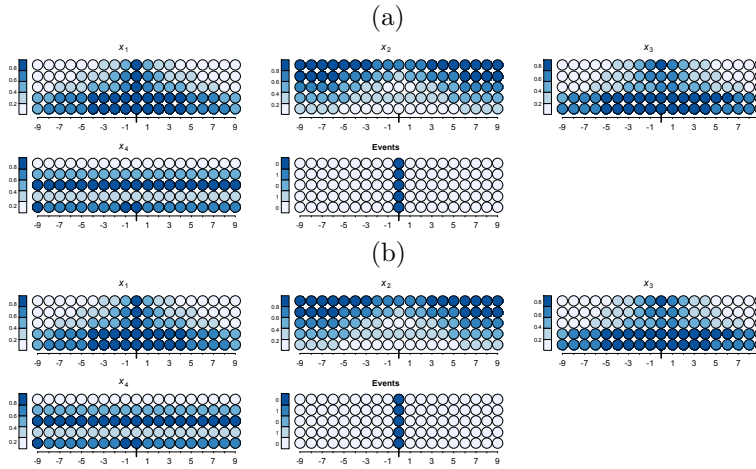 (a)
x1 x2 x3
0.8 0.6 0.4 0.2 0.8 0.6 0.4 0.2 0.8 0.6 0.4 0.2
-9 -7 -5 -3 -1 1 3 5 7 9 -9 -7 -5 -3 -1 1 3 5 7 9 -9 -7 -5 -3 -1 1 3 5 7
x4 Events
0.8 0.6 0.4 0.2 0 1 0 1 0
-9 -7 -5 -3 -1 1 3 5 7 9 -9 -7 -5 -3 -1 1 3 5 7 9
(b)
x1 x2 x3
0.8 0.6 0.4 0.2 0.8 0.6 0.4 0.2 0.8 0.6 0.4 0.2
-9 -7 -5 -3 -1 1 3 5 7 9 -9 -7 -5 -3 -1 1 3 5 7 9 -9 -7 -5 -3 -1 1 3 5 7 9
x4 Events
0.8 0.6 0.4 0.2 0 1 0 1 0
-9 -7 -5 -3 -1 1 3 5 7 9 -9 -7 -5 -3 -1 1 3 5 7 9